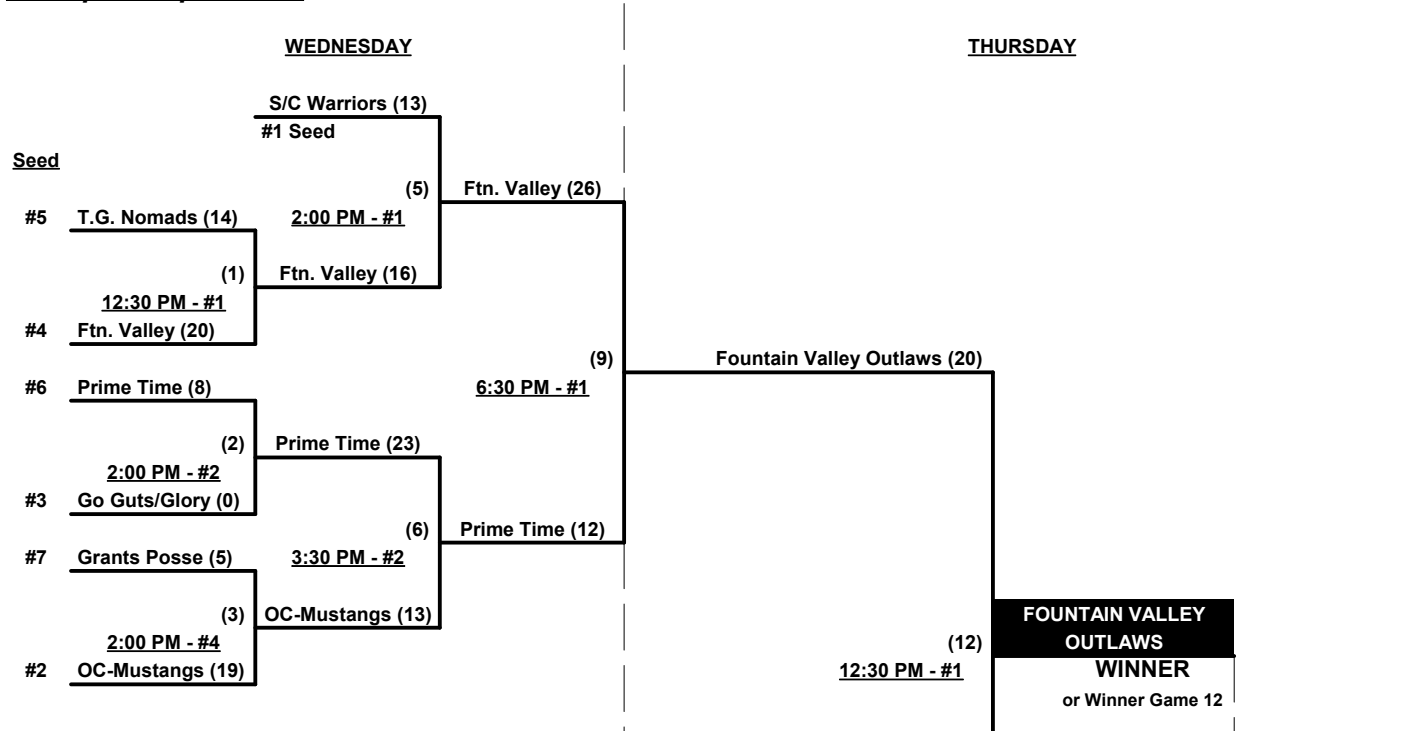 WEDNESDAY
THURSDAY
S/C Warriors (13)
#1 Seed
Seed
(5)
Ftn. Valley (26)
#5
T.G. Nomads (14)
2:00 PM - #1
(1)
Ftn. Valley (16)
12:30 PM - #1
#4
Ftn. Valley (20)
(9)
Fountain Valley Outlaws (20)
#6
Prime Time (8)
6:30 PM - #1
(2)
Prime Time (23)
2:00 PM - #2
#3
Go Guts/Glory (0)
(6)
Prime Time (12)
#7
Grants Posse (5)
3:30 PM - #2
(3)
OC-Mustangs (13)
FOUNTAIN VALLEY
OUTLAWS
2:00 PM - #4
(12)
#2
OC-Mustangs (19)
12:30 PM - #1
WINNER
or Winner Game 12